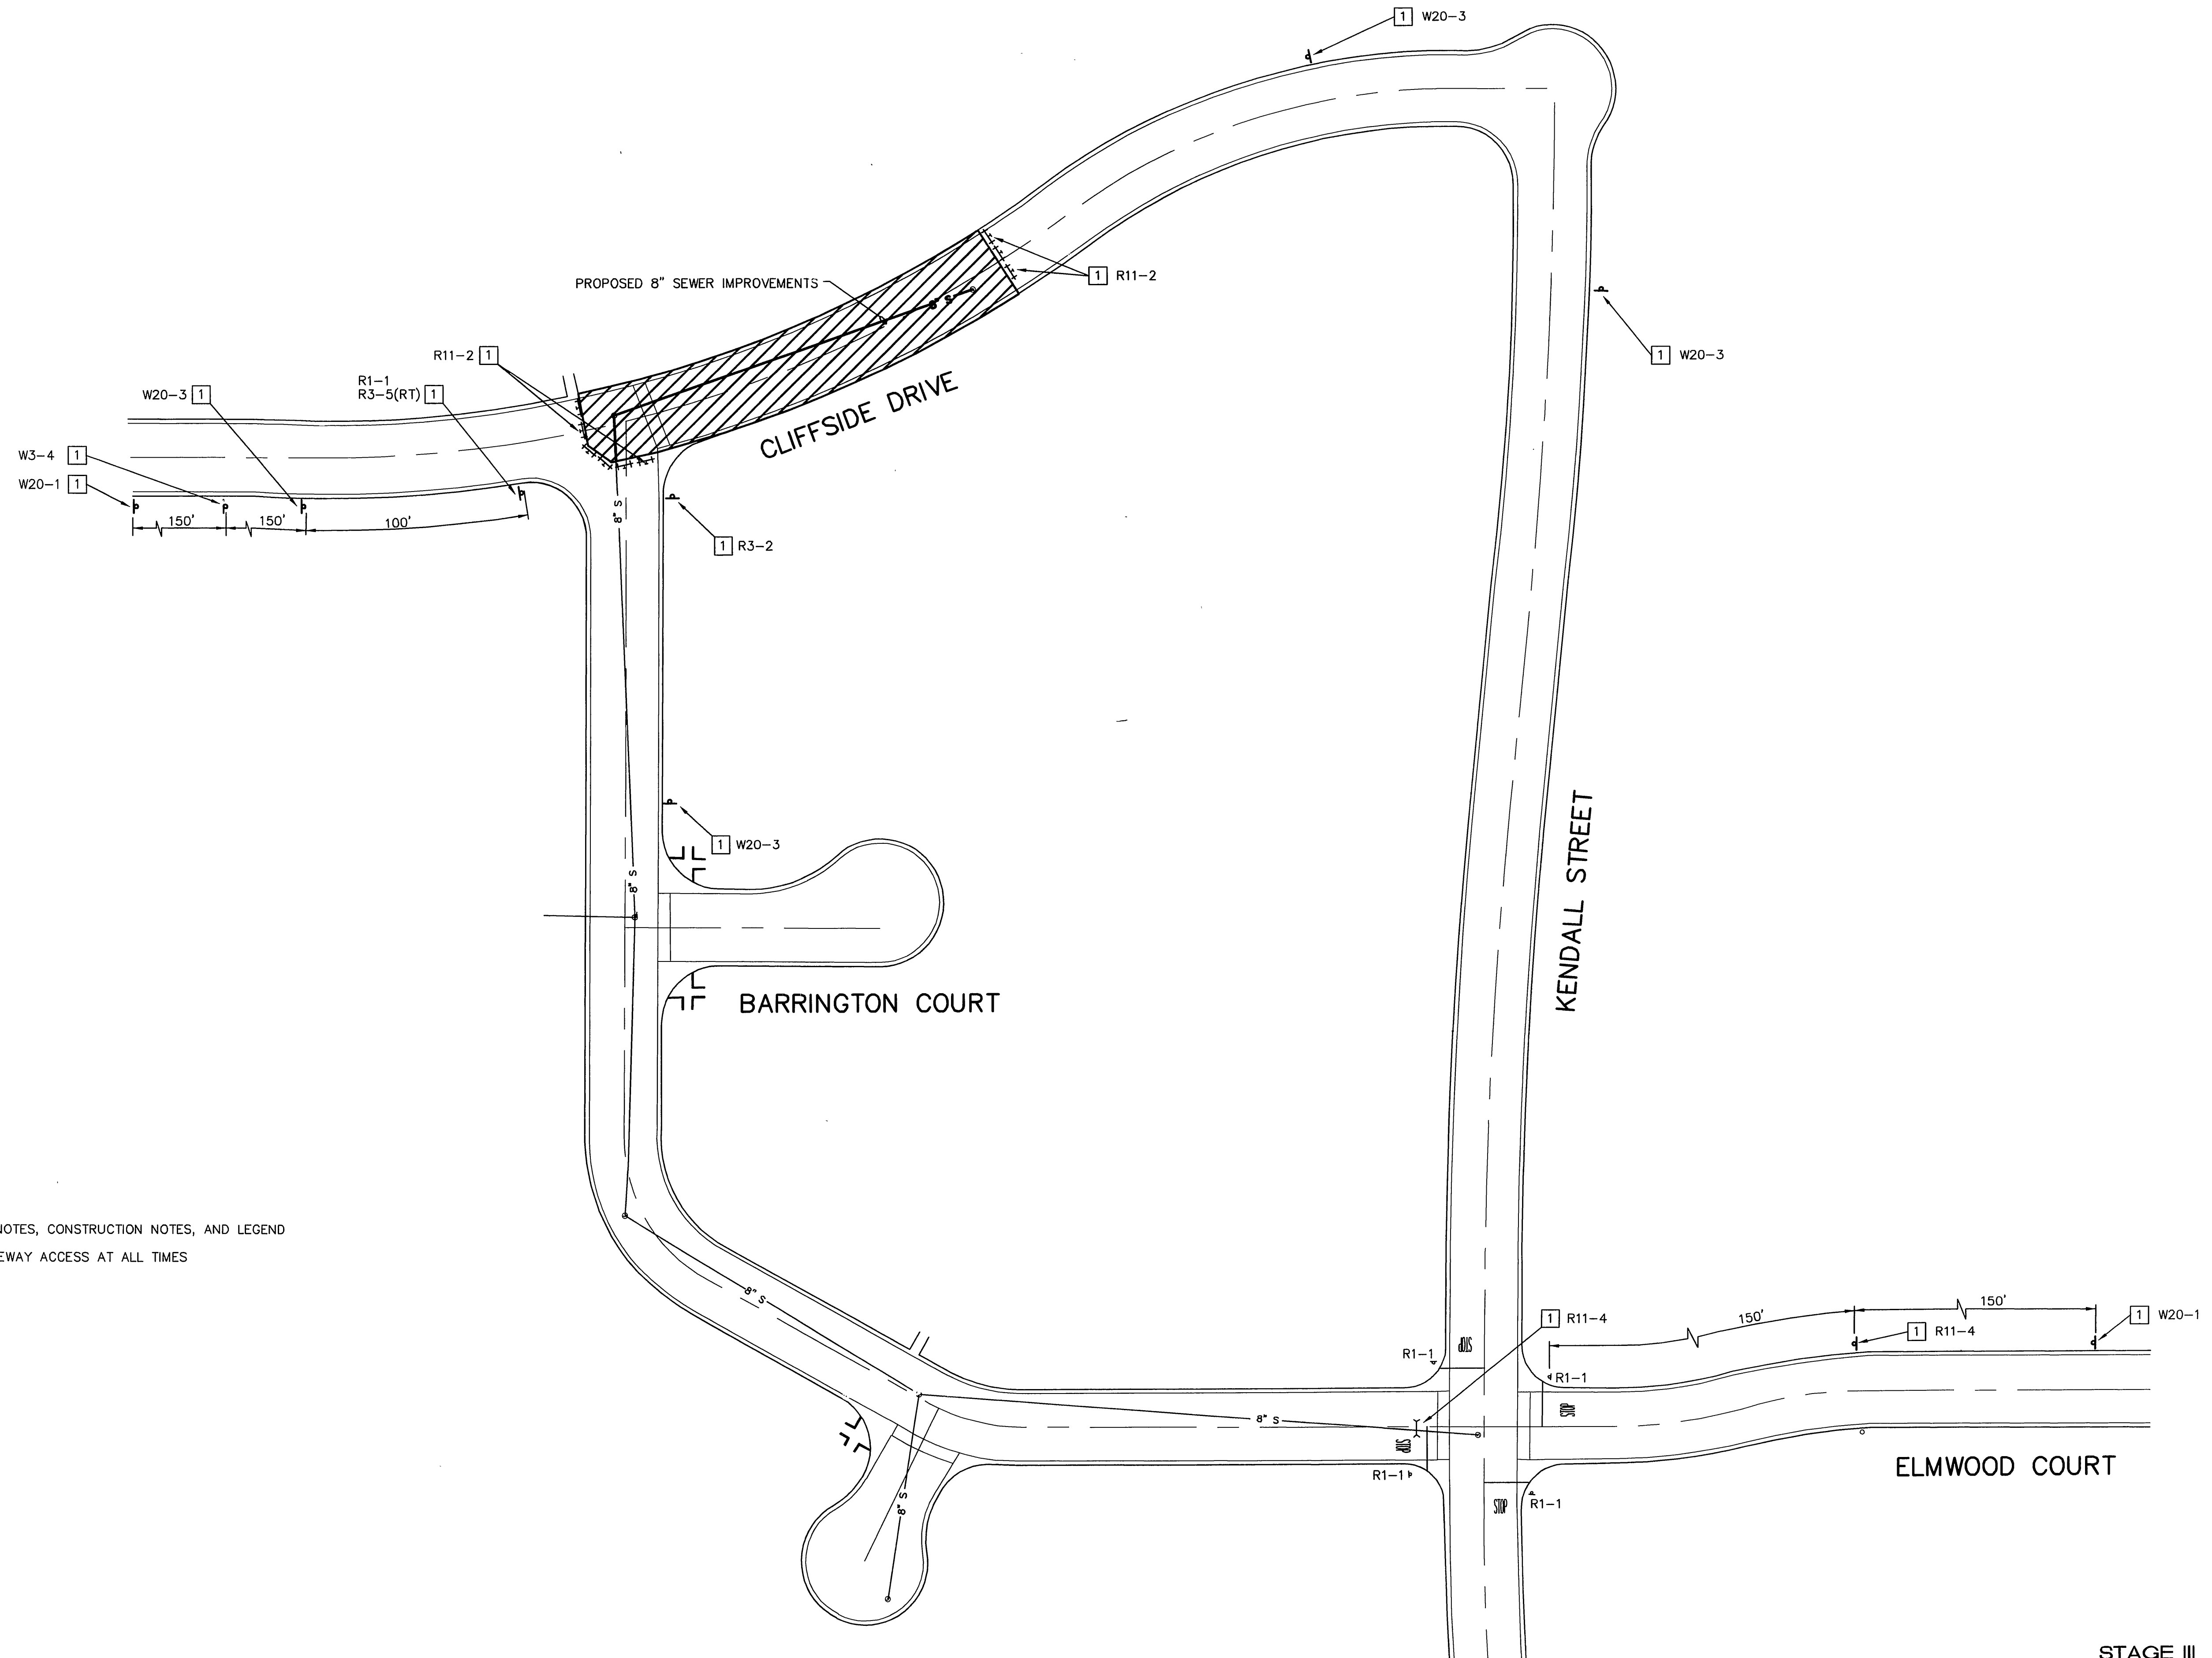 1 W20-3
PROPOSED 8" SEWER IMPROVEMENTS
8" S
1 R11-2
R11-2 1
1 W20-3
R1-1
R3-5(RT) 1
W20-3 1
CLIFFSIDE DRIVE
W3-4 1
W20-1 1
150'
150'
100'
8" S
1 R3-2
1 W20-3
8" S
KENDALL STREET
BARRINGTON COURT
NOTES, CONSTRUCTION NOTES, AND LEGEND
EWAY ACCESS AT ALL TIMES
8" S
150'
150'
1 R11-4
1 R11-4
1 W20-1
R1-1
STOP
R1-1
STOP
8" S
STOP
R1-1
ELMWOOD COURT
8" S
STOP
R1-1
STAGE III